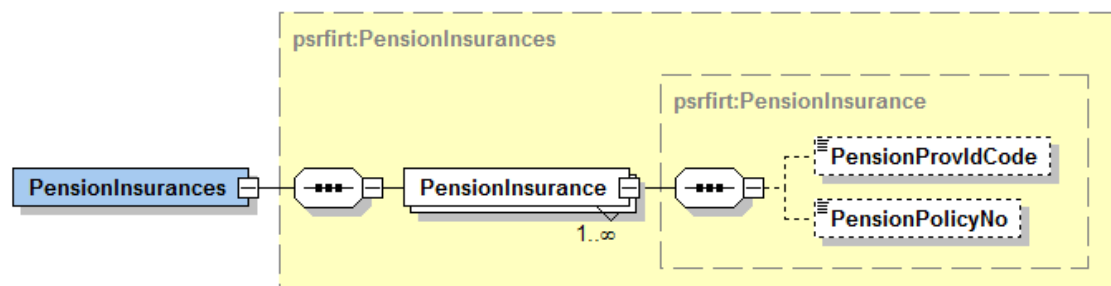 psrfirt:PensionInsurances
psrfirt:PensionInsurance
PensionProvIdCode
PensionInsurances
PensionInsurance
PensionPolicyNo
1..∞